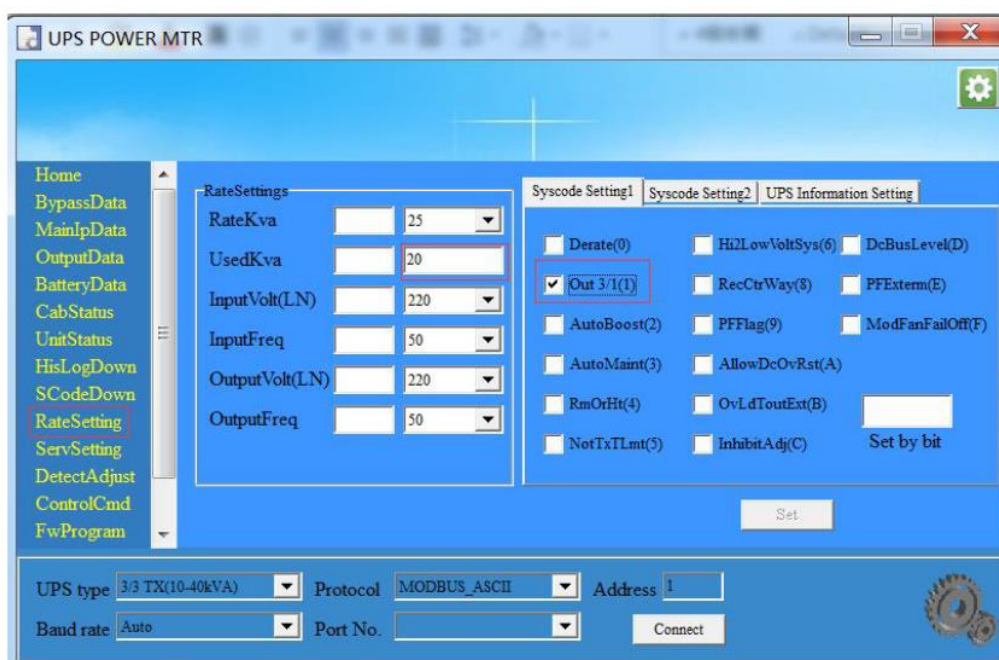 UPS POWER MTR
Home
BypassData
MainIpData
OutputData
BatteryData
CabStatus
UnitStatus
HisLogDown
SCodeDown
RateSetting
ServSetting
DetectAdjust
ControlCmd
FwProgram
RateSettings
RateKva 25
UsedKva 20
InputVolt(LN) 220
InputFreq 50
OutputVolt(LN) 220
OutputFreq 50
Syscode Setting1 Syscode Setting2 UPS Information Setting
Derate(0) Hi2LowVoltSys(6) DcBusLevel(D)
Out 3/1(1) RecCtrWay(8) PFExterm(E)
AutoBoost(2) PFFlag(9) ModFanFailOff(F)
AutoMaint(3) AllowDcOvRst(A)
RmOrHt(4) OvLdToutExt(B)
NotTxTLmt(5) InhibitAdj(C) Set by bit
Set
UPS type 3/3 TX(10-40kVA) Protocol MODBUS_ASCII Address 1
Baud rate Auto Port No. Connect